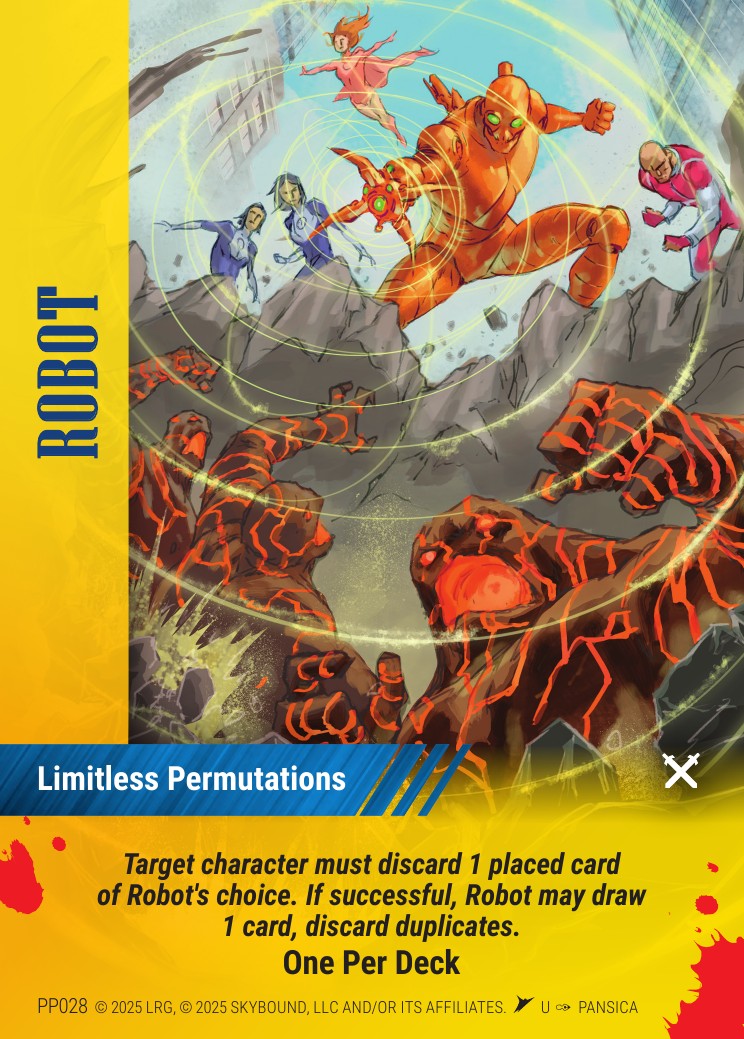 ROBOT
Limitless Permutations
Target character must discard 1 placed card
of Robot's choice. If successful, Robot may draw
1 card, discard duplicates.
One Per Deck
PP028 © 2025 LRG, © 2025 SKYBOUND, LLC AND/OR ITS AFFILIATES. U PANSICA